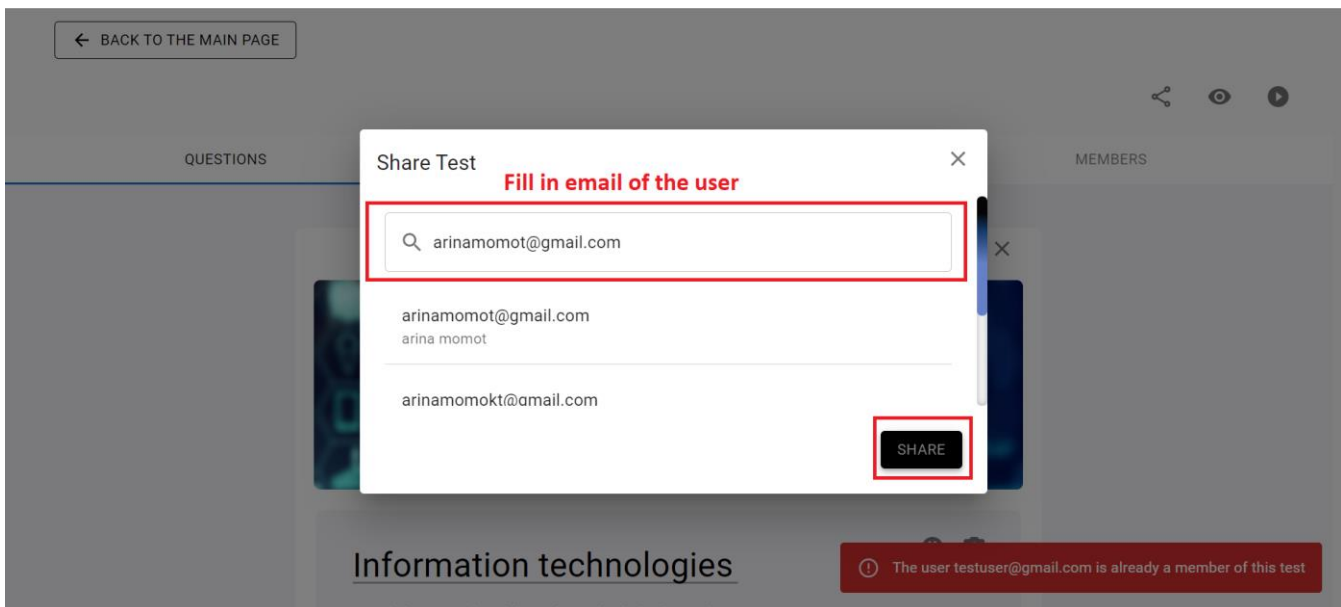 BACK TO THE MAIN PAGE
QUESTIONS
MEMBERS
Share Test
Fill in email of the user
arinamomot@gmail.com
arinamomot@gmail.com
arina momot
arinamomokt@gmail.com
SHARE
Information technologies
The user testuser@gmail.com is already a member of this test